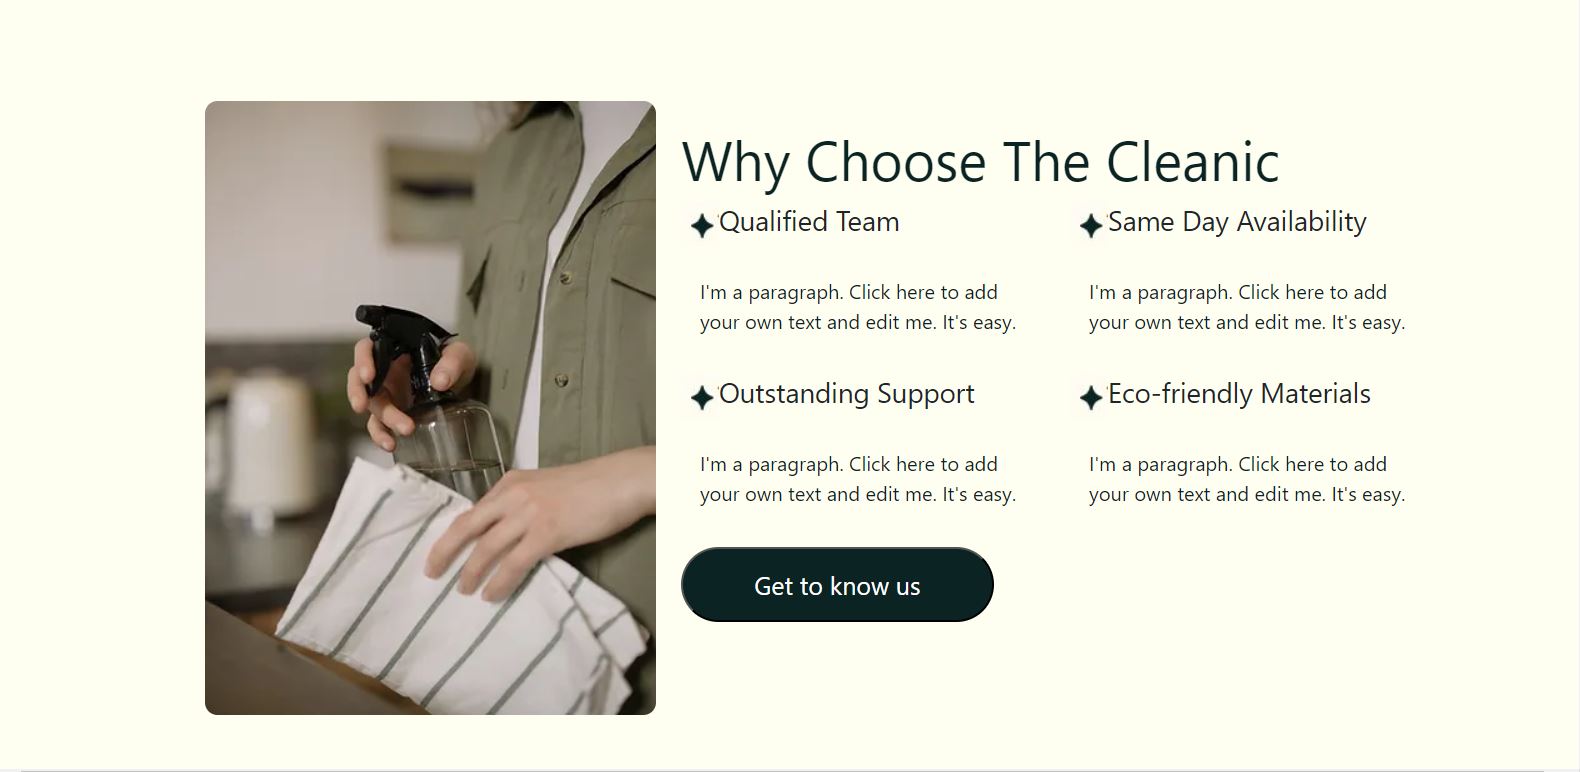 Why Choose The Cleanic
Qualified Team
Same Day Availability
I'm a paragraph. Click here to add
your own text and edit me. It's easy.
I'm a paragraph. Click here to add
your own text and edit me. It's easy.
Outstanding Support
Eco-friendly Materials
I'm a paragraph. Click here to add
your own text and edit me. It's easy.
I'm a paragraph. Click here to add
your own text and edit me. It's easy.
Get to know us